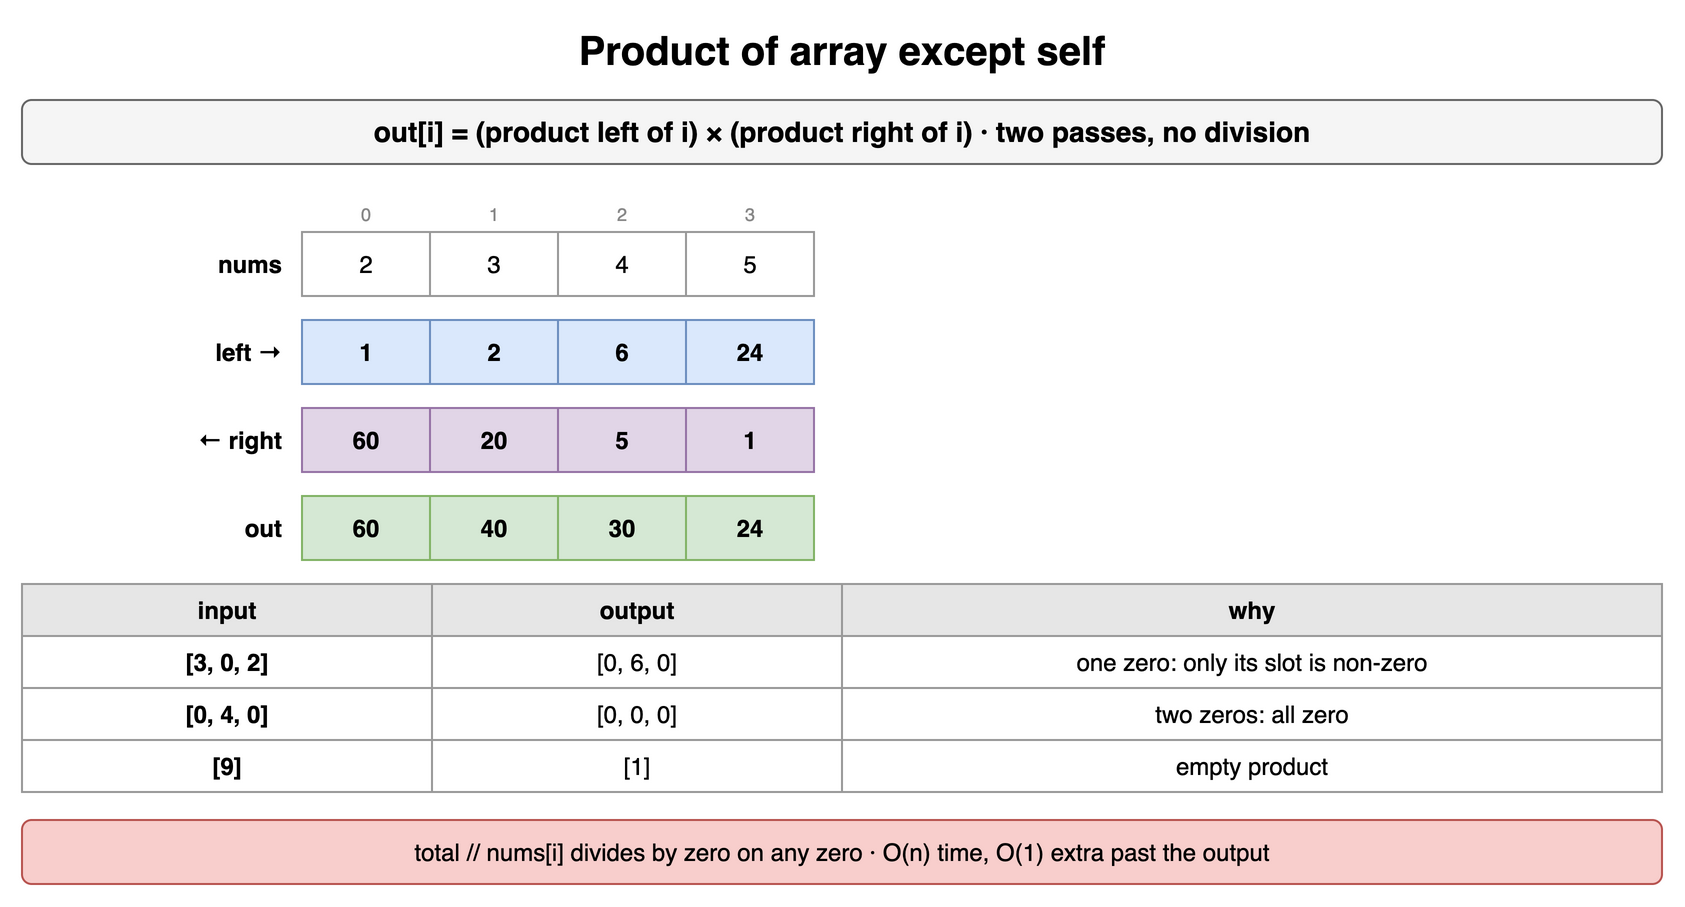 Product of array except self
out[i] = (product left of i) × (product right of i) · two passes, no division
0 1 2 3
nums 2 3 4 5
left → 1 2 6 24
← right 60 20 5 1
out 60 40 30 24
input output why
[3, 0, 2] [0, 6, 0] one zero: only its slot is non-zero
[0, 4, 0] [0, 0, 0] two zeros: all zero
[9] [1] empty product
total // nums[i] divides by zero on any zero · O(n) time, O(1) extra past the output